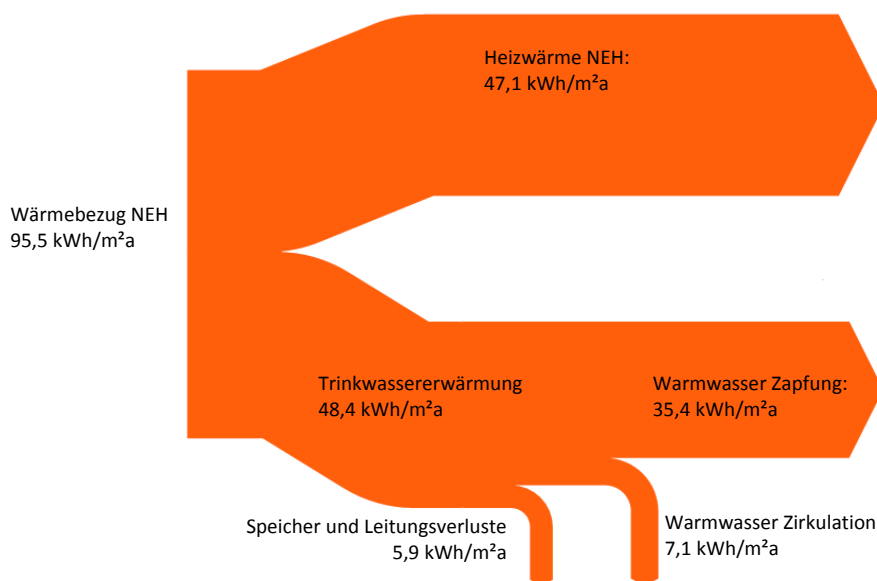 Heizwärme NEH:
47,1 kWh/m²a
Wärmebezug NEH
95,5 kWh/m²a
Trinkwassererwärmung
48,4 kWh/m²a
Warmwasser Zapfung:
35,4 kWh/m²a
Speicher und Leitungsverluste
5,9 kWh/m²a
Warmwasser Zirkulation
7,1 kWh/m²a